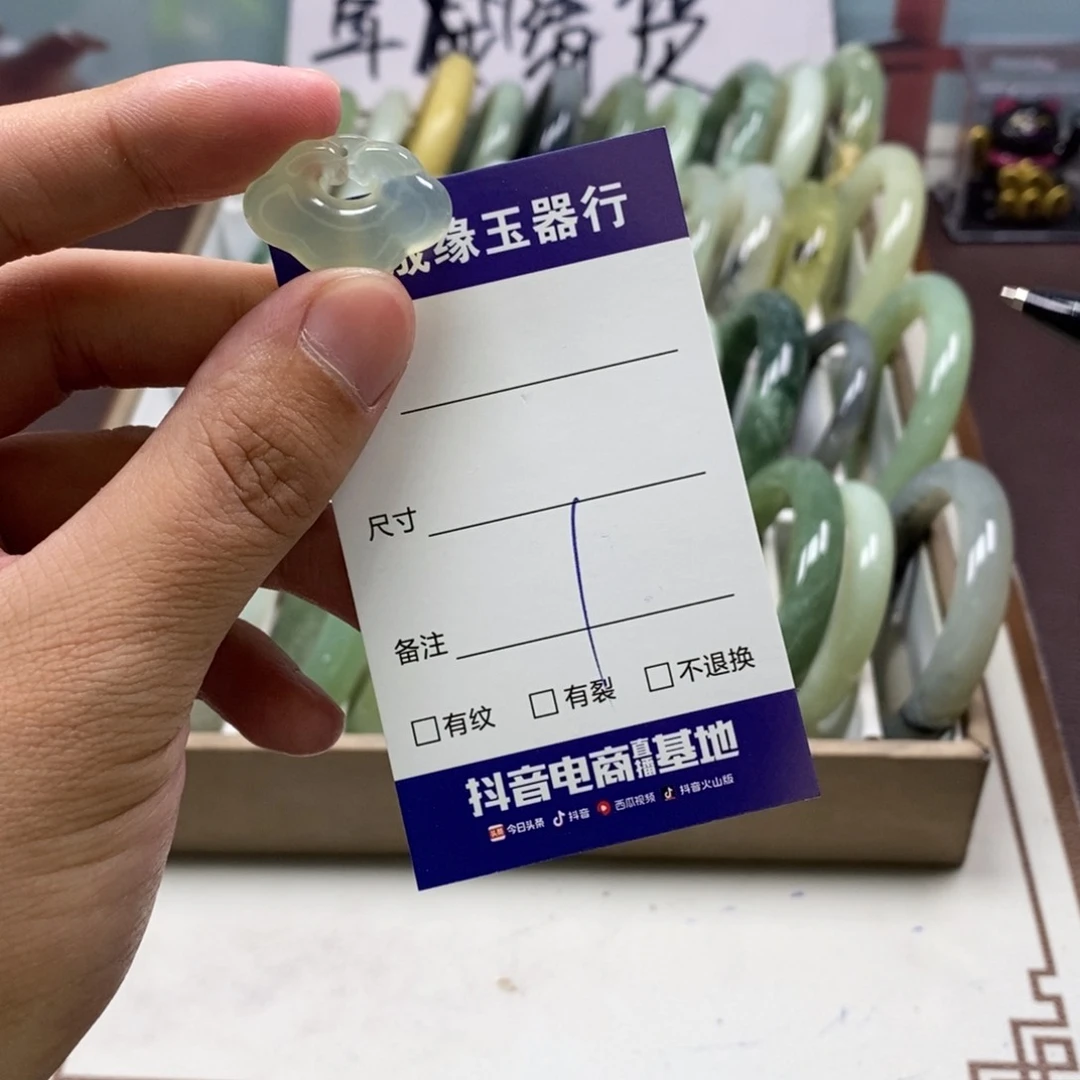 缘玉器行
尺寸
备注
□有纹 □有裂 □不退换
抖音电商直播基地
今日头条 抖音 西瓜视频 抖音火山版